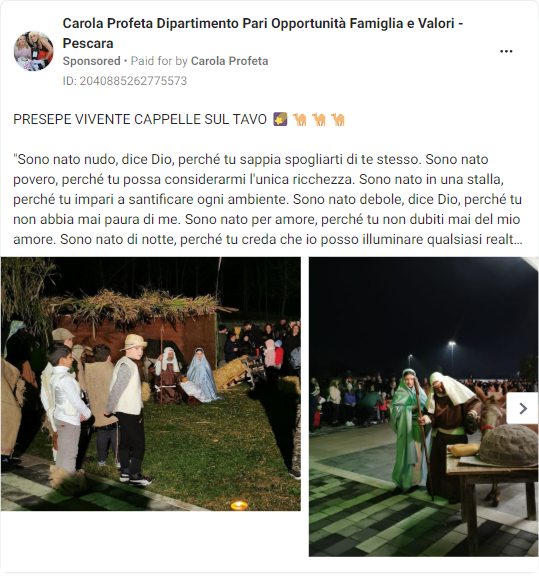 Carola Profeta Dipartimento Pari Opportunità Famiglia e Valori -
Pescara
Sponsored • Paid for by Carola Profeta
ID: 2040885262775573
PRESEPE VIVENTE CAPPELLE SUL TAVO 🌠 🐪 🐪 🐪
"Sono nato nudo, dice Dio, perché tu sappia spogliarti di te stesso. Sono nato
povero, perché tu possa considerarmi l'unica ricchezza. Sono nato in una stalla,
perché tu impari a santificare ogni ambiente. Sono nato debole, dice Dio, perché tu
non abbia mai paura di me. Sono nato per amore, perché tu non dubiti mai del mio
amore. Sono nato di notte, perché tu creda che io posso illuminare qualsiasi realt...